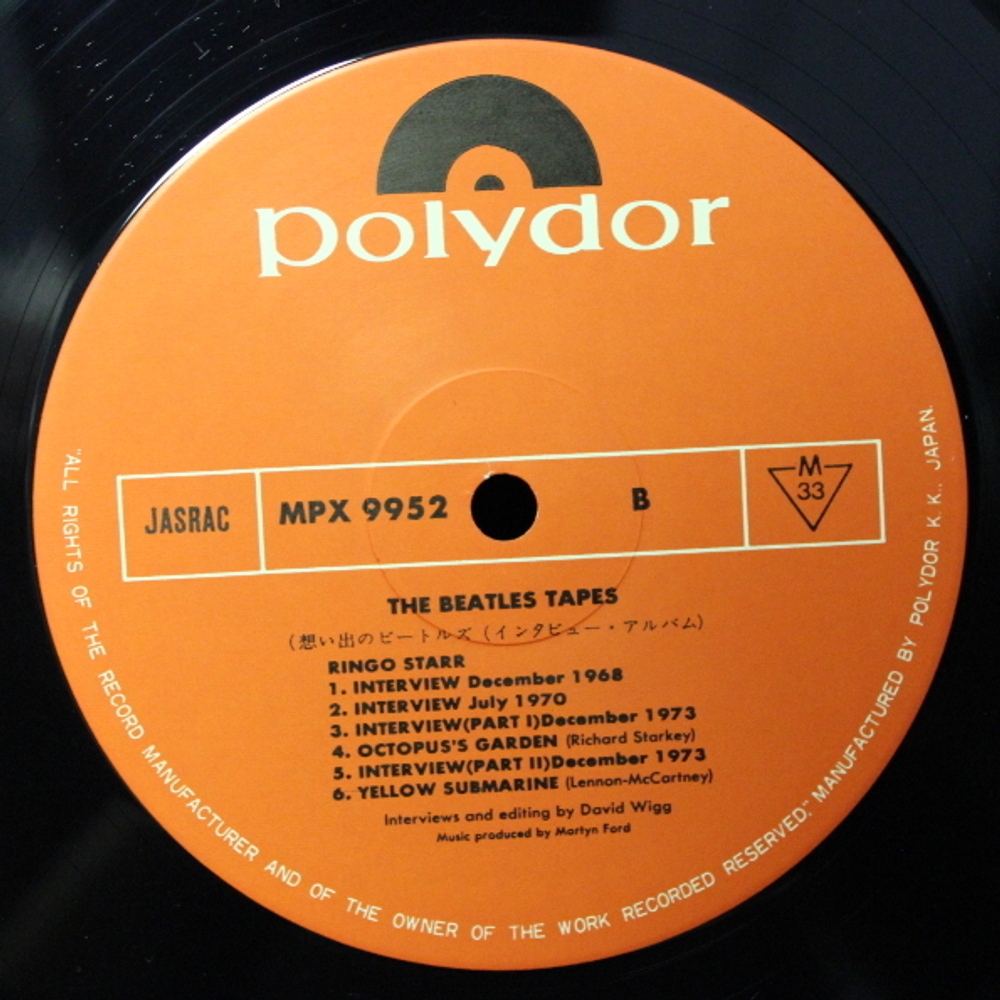 polydor
JASRAC
MPX 9952
B
M
33
THE BEATLES TAPES
(想い出のビートルズ (インタビュー・アルバム)
RINGO STARR
1. INTERVIEW December 1968
2. INTERVIEW July 1970
3. INTERVIEW(PART I)December 1973
4. OCTOPUS'S GARDEN (Richard Starkey)
5. INTERVIEW(PART II)December 1973
6. YELLOW SUBMARINE (Lennon-McCartney)
Interviews and editing by David Wigg
Music produced by Martyn Ford
"ALL RIGHTS OF THE RECORD MANUFACTURER AND OF THE OWNER OF THE WORK RECORDED RESERVED." MANUFACTURED BY POLYDOR K. K., JAPAN.